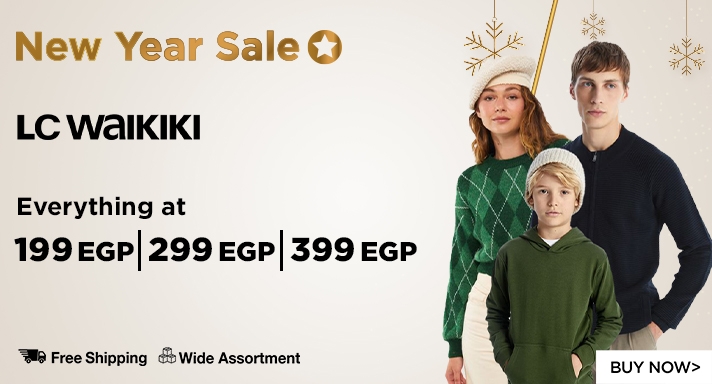 New Year Sale
LC WAIKIKI
Everything at
199 EGP|299 EGP|399 EGP
Free Shipping
Wide Assortment
BUY NOW>